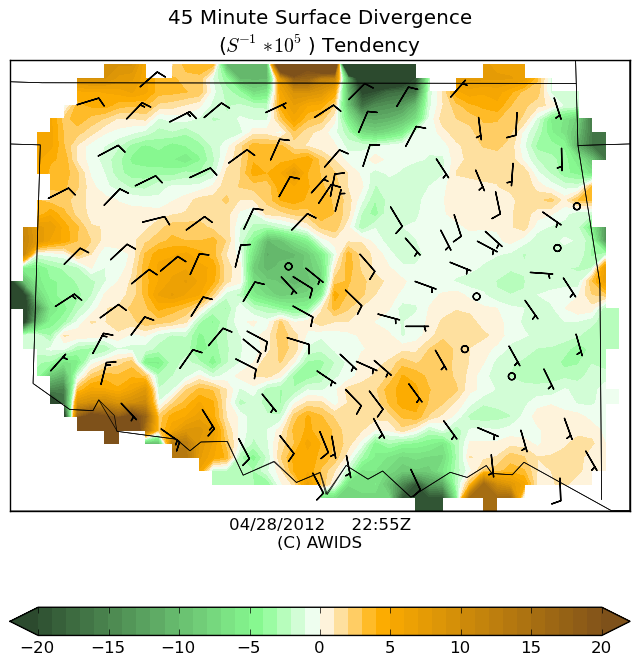 45 Minute Surface Divergence
(S⁻¹ * 10⁵ ) Tendency
04/28/2012 22:55Z
(C) AWIDS
−20 −15 −10 −5 0 5 10 15 20